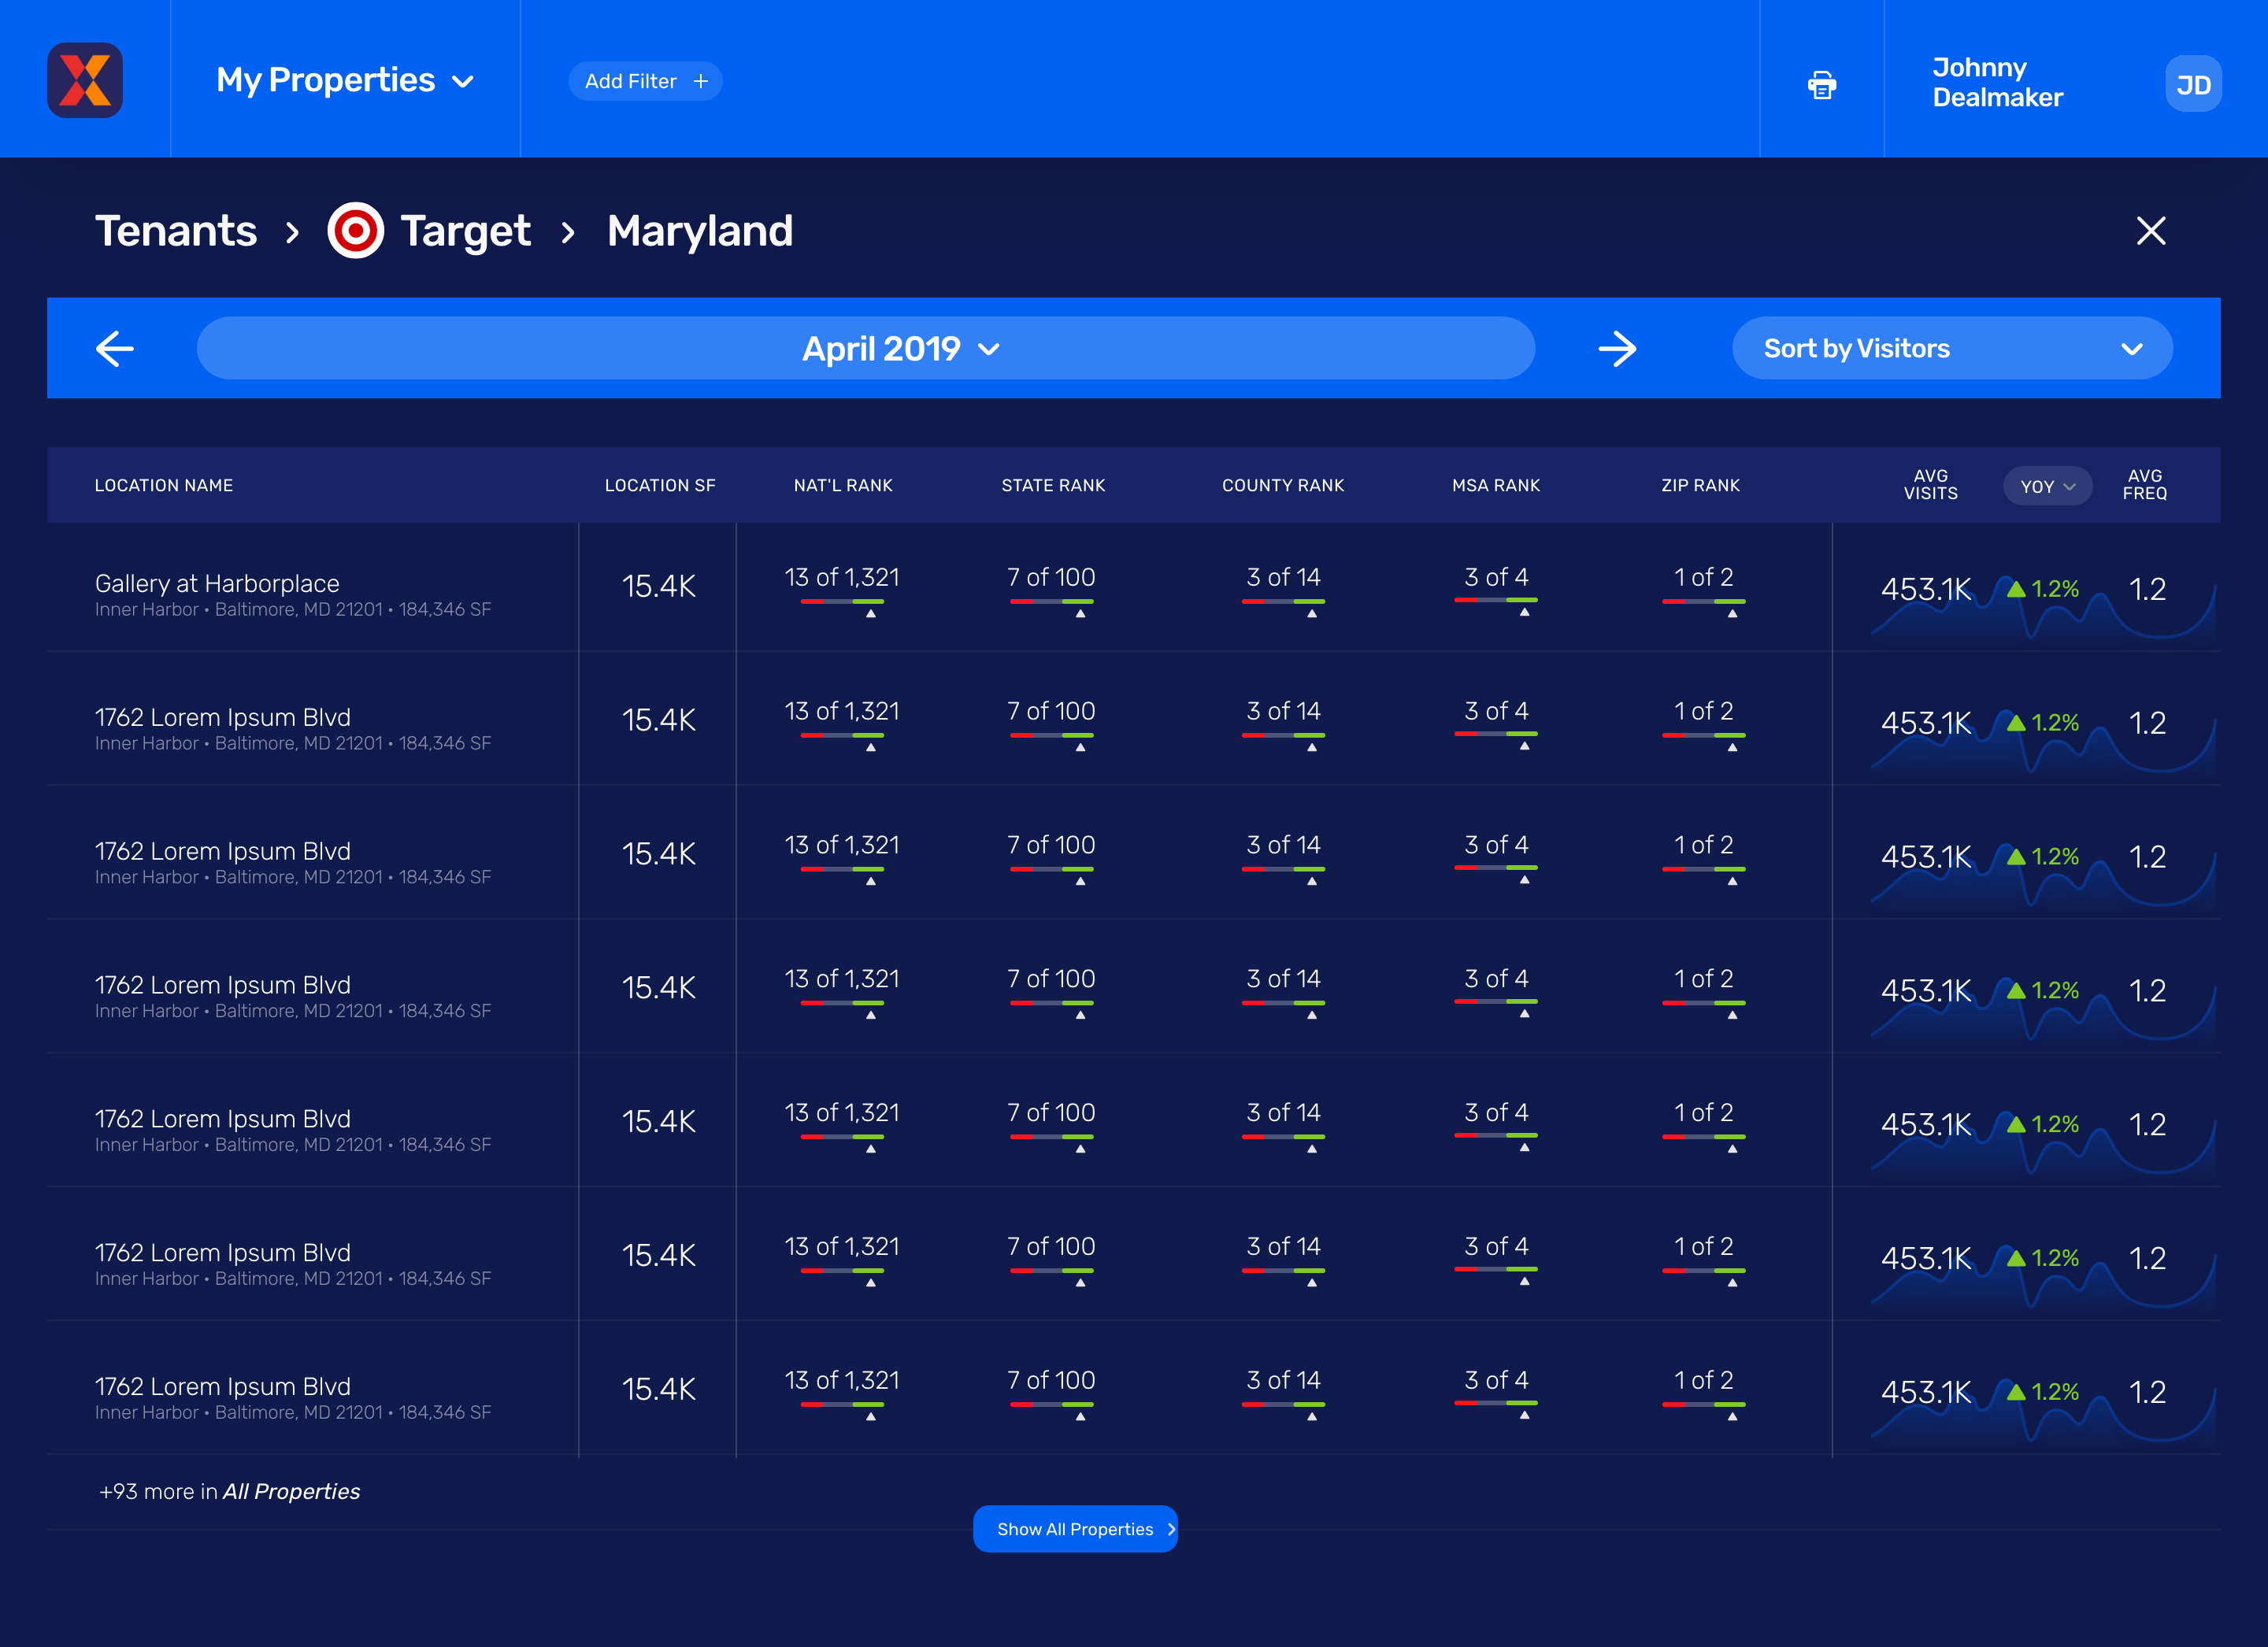 My Properties
Add Filter +
Johnny
Dealmaker
JD
Tenants > Target > Maryland
April 2019
Sort by Visitors
LOCATION NAME LOCATION SF NAT'L RANK STATE RANK COUNTY RANK MSA RANK ZIP RANK AVG VISITS YOY AVG FREQ
Gallery at Harborplace
Inner Harbor • Baltimore, MD 21201 • 184,346 SF
15.4K 13 of 1,321 7 of 100 3 of 14 3 of 4 1 of 2 453.1K 1.2% 1.2
1762 Lorem Ipsum Blvd
Inner Harbor • Baltimore, MD 21201 • 184,346 SF
15.4K 13 of 1,321 7 of 100 3 of 14 3 of 4 1 of 2 453.1K 1.2% 1.2
1762 Lorem Ipsum Blvd
Inner Harbor • Baltimore, MD 21201 • 184,346 SF
15.4K 13 of 1,321 7 of 100 3 of 14 3 of 4 1 of 2 453.1K 1.2% 1.2
1762 Lorem Ipsum Blvd
Inner Harbor • Baltimore, MD 21201 • 184,346 SF
15.4K 13 of 1,321 7 of 100 3 of 14 3 of 4 1 of 2 453.1K 1.2% 1.2
1762 Lorem Ipsum Blvd
Inner Harbor • Baltimore, MD 21201 • 184,346 SF
15.4K 13 of 1,321 7 of 100 3 of 14 3 of 4 1 of 2 453.1K 1.2% 1.2
1762 Lorem Ipsum Blvd
Inner Harbor • Baltimore, MD 21201 • 184,346 SF
15.4K 13 of 1,321 7 of 100 3 of 14 3 of 4 1 of 2 453.1K 1.2% 1.2
1762 Lorem Ipsum Blvd
Inner Harbor • Baltimore, MD 21201 • 184,346 SF
15.4K 13 of 1,321 7 of 100 3 of 14 3 of 4 1 of 2 453.1K 1.2% 1.2
+93 more in All Properties
Show All Properties >